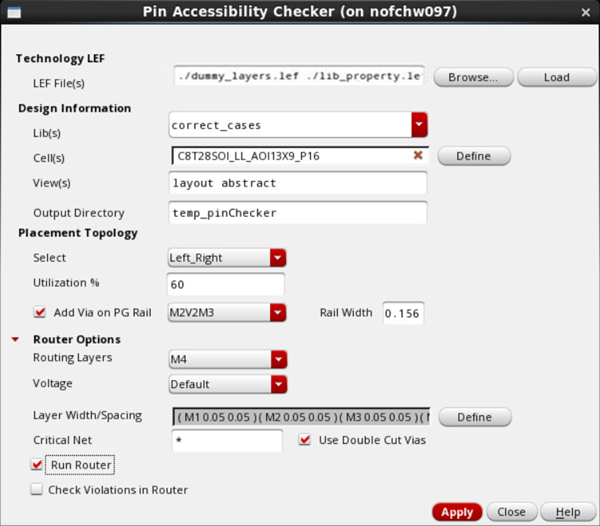 Pin Accessibility Checker (on nofchw097)
Technology LEF
LEF File(s) ./dummy_layers.lef ./lib_property.le Browse... Load
Design Information
Lib(s) correct_cases
Cell(s) C8T28SOI_LL_AOI13X9_P16 Define
View(s) layout abstract
Output Directory temp_pinChecker
Placement Topology
Select Left_Right
Utilization % 60
Add Via on PG Rail M2V2M3 Rail Width 0.156
Router Options
Routing Layers M4
Voltage Default
Layer Width/Spacing ( M1 0.05 0.05 ) ( M2 0.05 0.05 ) ( M3 0.05 0.05 ) ( Define
Critical Net * Use Double Cut Vias
Run Router
Check Violations in Router
Apply Close Help